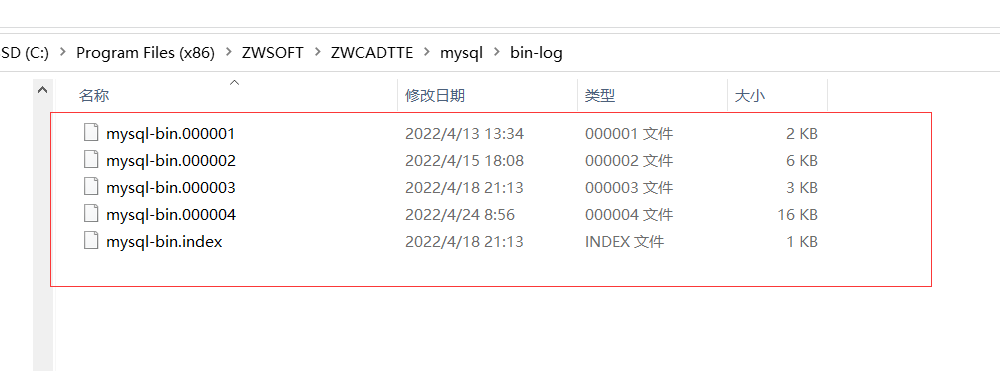 SD (C:) > Program Files (x86) > ZWSOFT > ZWCADTTE > mysql > bin-log
名称 修改日期 类型 大小
mysql-bin.000001 2022/4/13 13:34 000001 文件 2 KB
mysql-bin.000002 2022/4/15 18:08 000002 文件 6 KB
mysql-bin.000003 2022/4/18 21:13 000003 文件 3 KB
mysql-bin.000004 2022/4/24 8:56 000004 文件 16 KB
mysql-bin.index 2022/4/18 21:13 INDEX 文件 1 KB